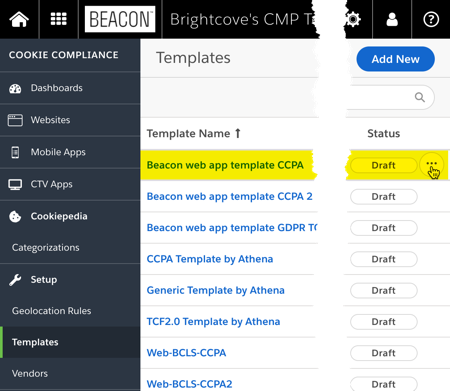 BEACON
Brightcove's CMP T
COOKIE COMPLIANCE
Templates
Add New
Dashboards
Websites
Template Name ↑ Status
Mobile Apps
Beacon web app template CCPA Draft
CTV Apps
Beacon web app template CCPA 2 Draft
Cookiepedia
Beacon web app template GDPR Draft
Categorizations
CCPA Template by Athena Draft
Setup
Generic Template by Athena Draft
Geolocation Rules
TCF2.0 Template by Athena Draft
Templates
Web-BCLS-CCPA Draft
Vendors
Web-BCLS-CCPA2 Draft